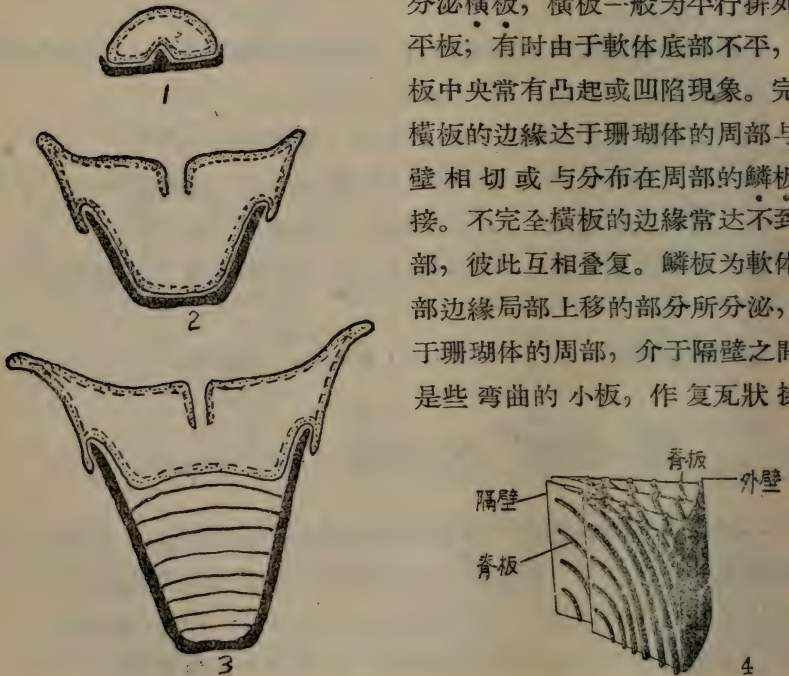 分泌橫板，橫板一般为平行排列
平板；有时由于軟体底部不平，
板中央常有凸起或凹陷現象。完
橫板的边緣达于珊瑚体的周部与
壁相切或与分布在周部的鱗板
接。不完全橫板的边緣常达不到
部，彼此互相叠复。鱗板为軟体
部边緣局部上移的部分所分泌，
于珊瑚体的周部，介于隔壁之間
是些弯曲的小板，作复瓦狀
1
2
3
脊板
外壁
隔壁
脊板
4